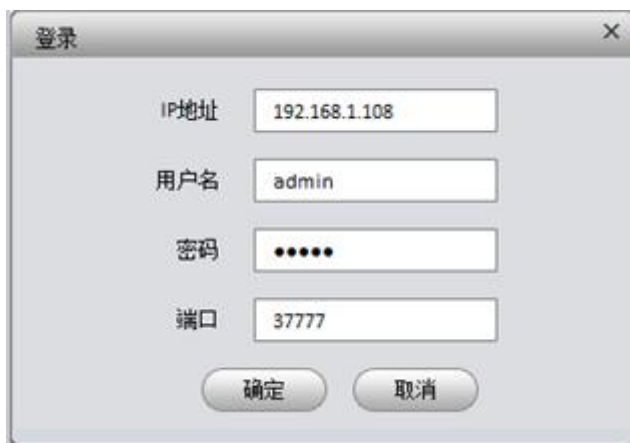 登录
IP地址 192.168.1.108
用户名 admin
密码 •••••
端口 37777
确定 取消